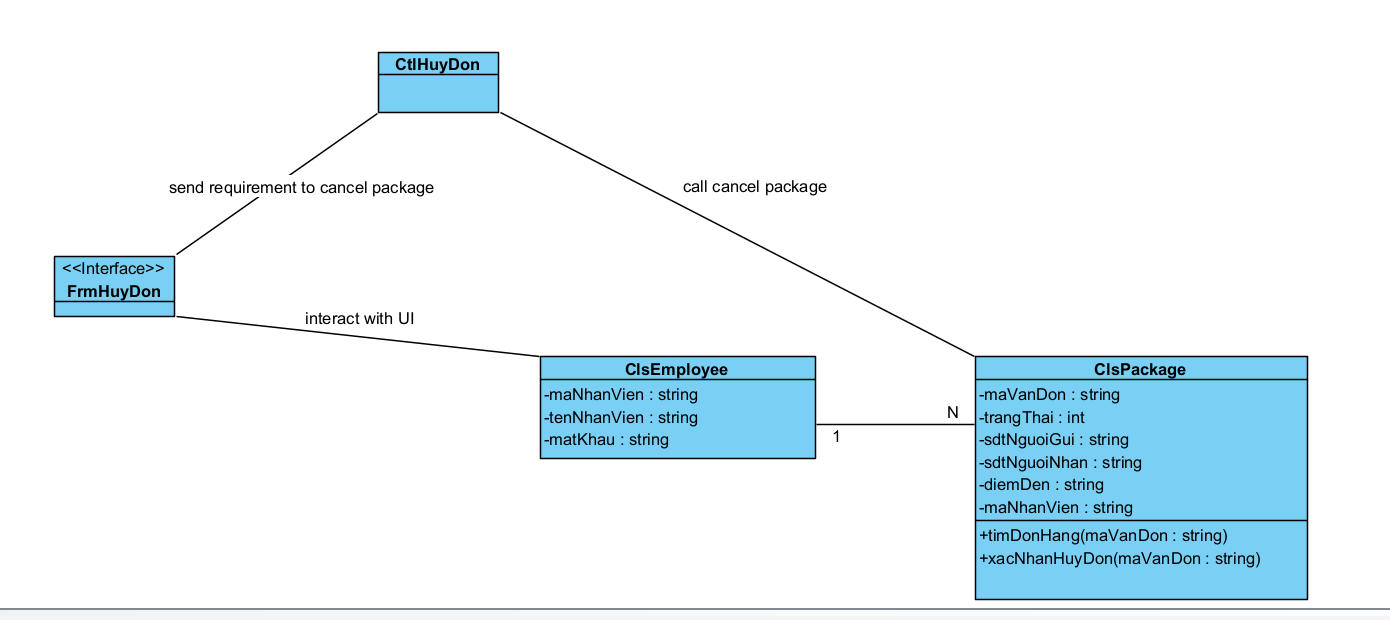 CtlHuyDon
send requirement to cancel package
call cancel package
<<Interface>>
FrmHuyDon
interact with UI
ClsEmployee
-maNhanVien : string
-tenNhanVien : string
-matKhau : string
1
N
ClsPackage
-maVanDon : string
-trangThai : int
-sdtNguoiGui : string
-sdtNguoiNhan : string
-diemDen : string
-maNhanVien : string
+timDonHang(maVanDon : string)
+xacNhanHuyDon(maVanDon : string)